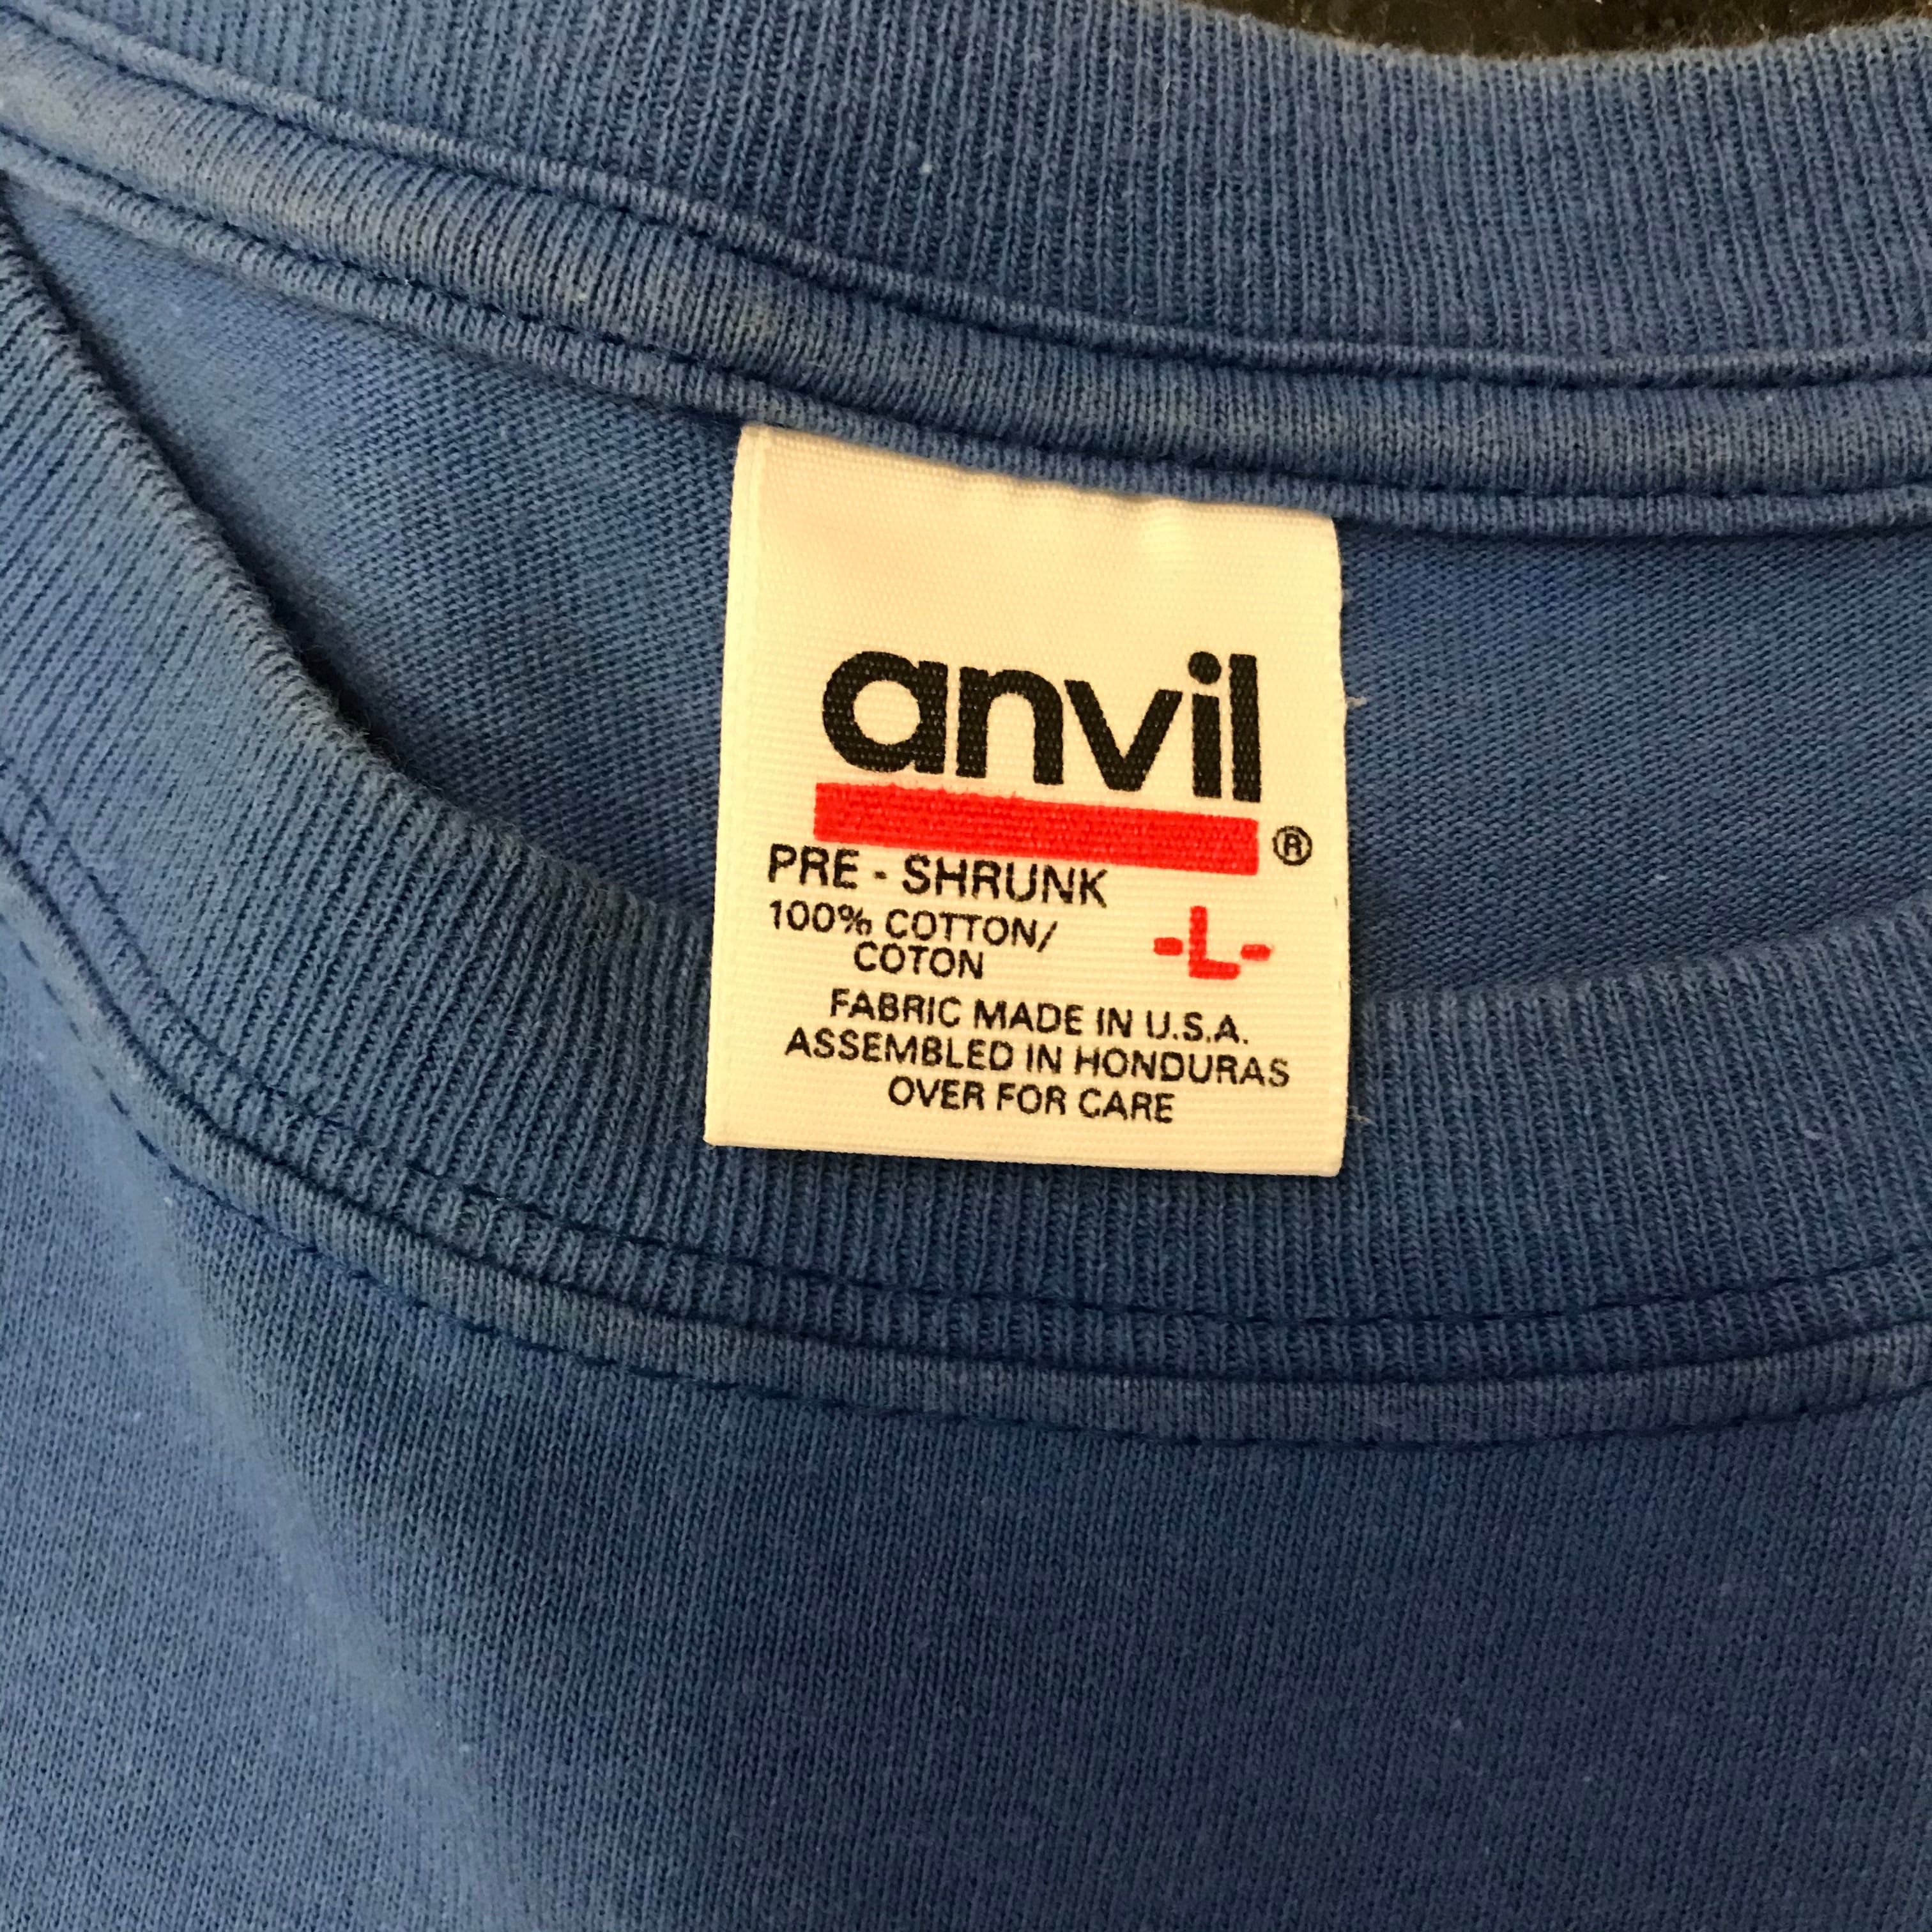 anvil
®
PRE - SHRUNK
100% COTTON/
COTON
-L-
FABRIC MADE IN U.S.A.
ASSEMBLED IN HONDURAS
OVER FOR CARE